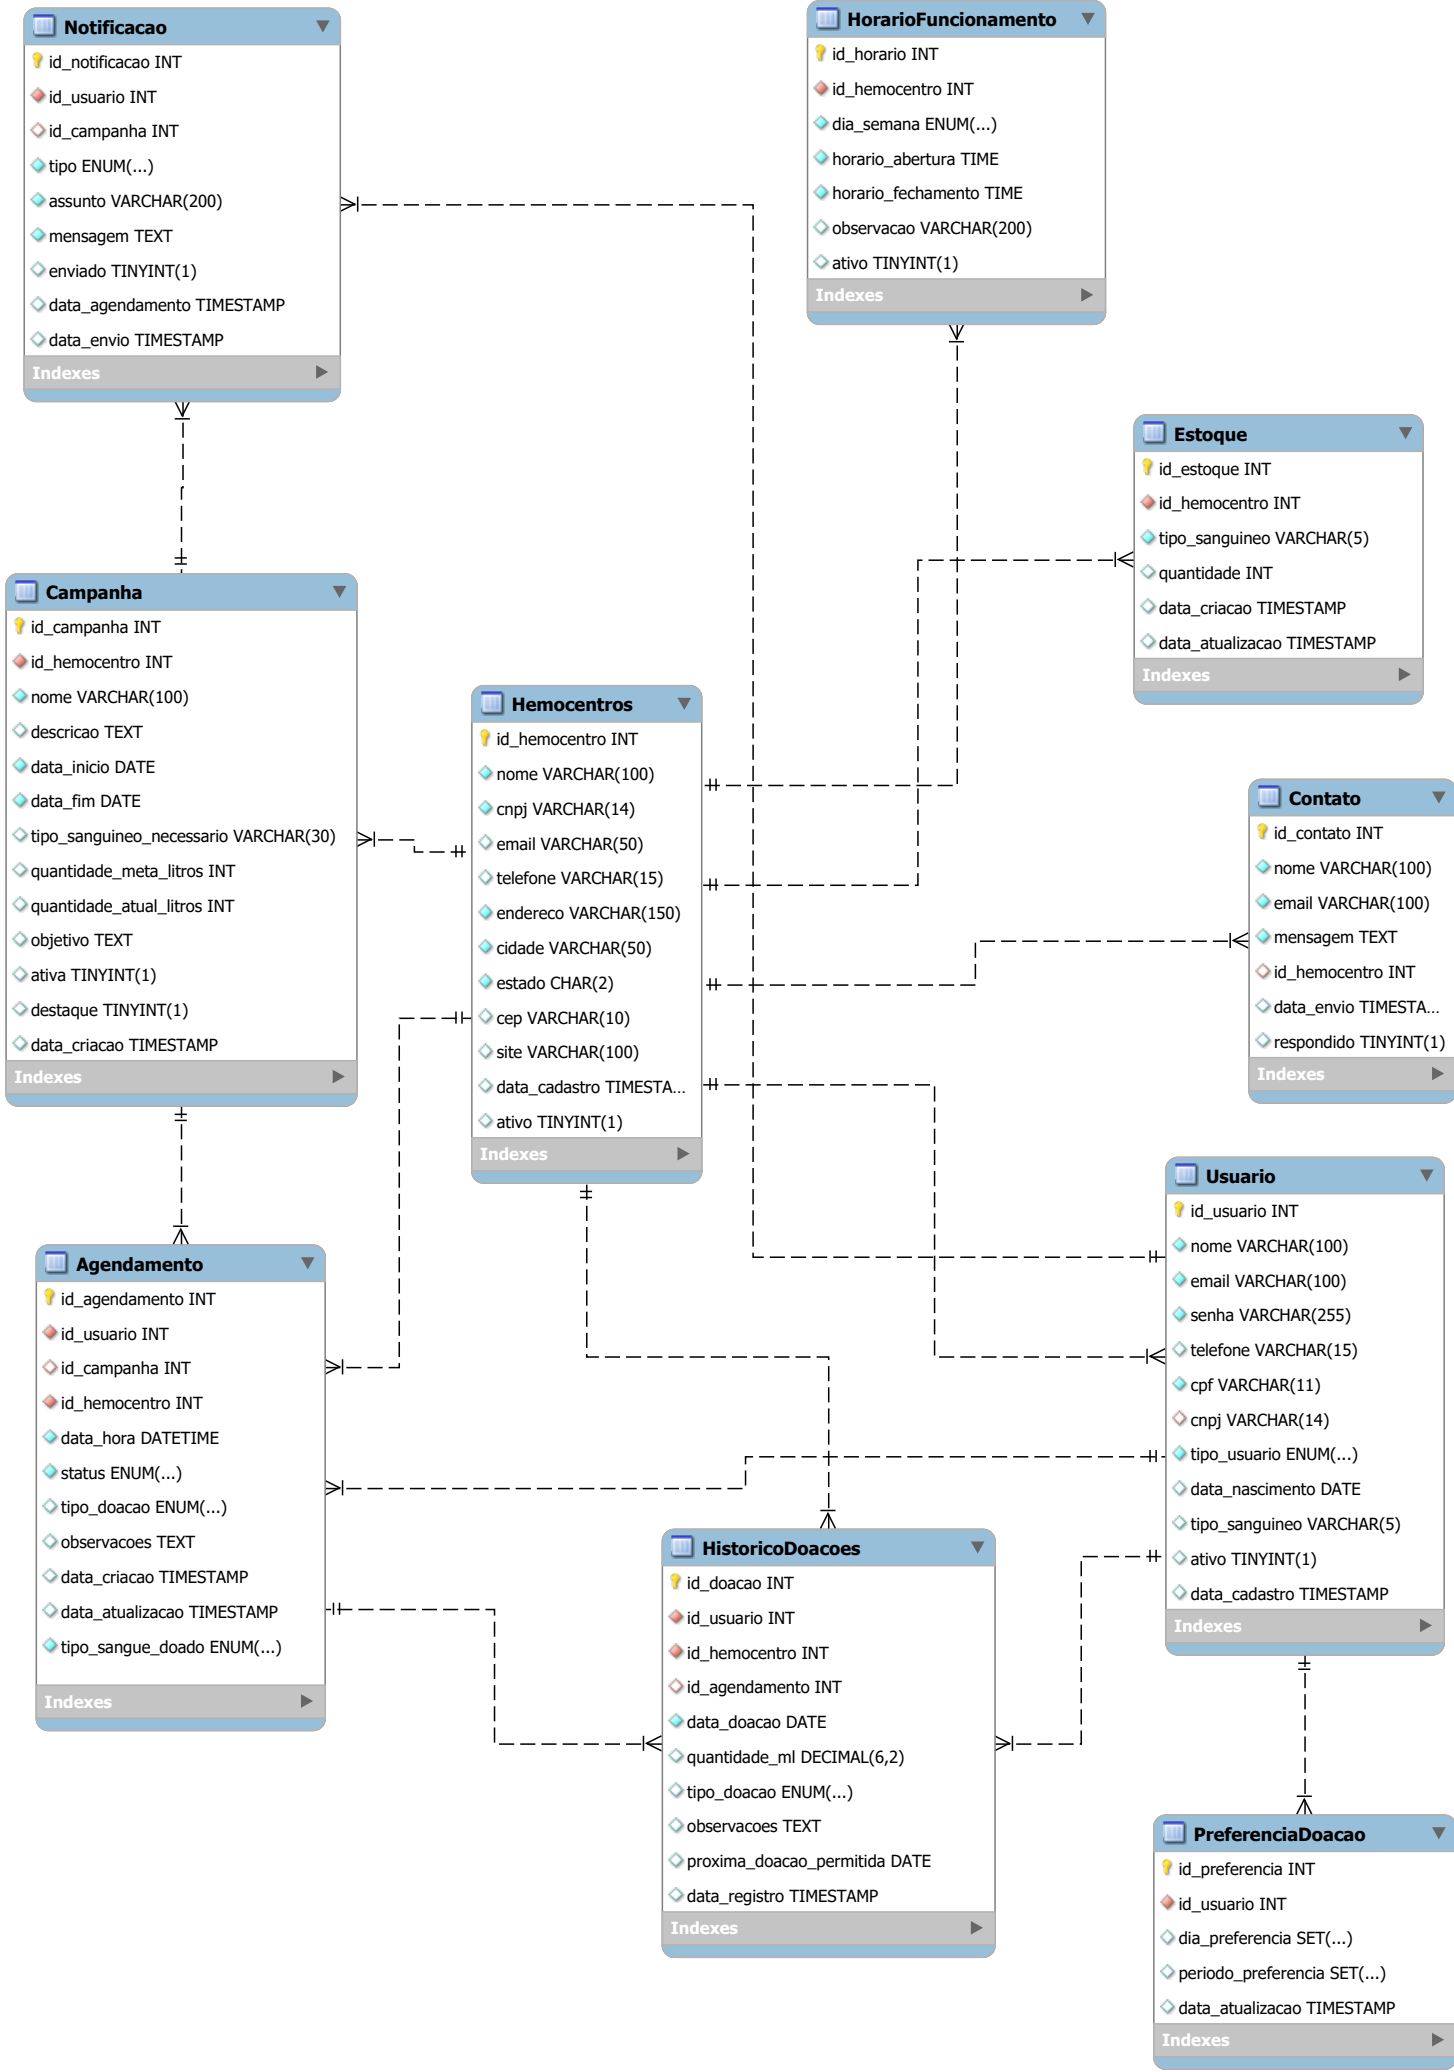 Notificacao
id_notificacao INT
id_usuario INT
id_campanha INT
tipo ENUM(...)
assunto VARCHAR(200)
mensagem TEXT
enviado TINYINT(1)
data_agendamento TIMESTAMP
data_envio TIMESTAMP
Indexes
HorarioFuncionamento
id_horario INT
id_hemocentro INT
dia_semana ENUM(...)
horario_abertura TIME
horario_fechamento TIME
observacao VARCHAR(200)
ativo TINYINT(1)
Indexes
Estoque
id_estoque INT
id_hemocentro INT
tipo_sanguineo VARCHAR(5)
quantidade INT
data_criacao TIMESTAMP
data_atualizacao TIMESTAMP
Indexes
Campanha
id_campanha INT
id_hemocentro INT
nome VARCHAR(100)
descricao TEXT
data_inicio DATE
data_fim DATE
tipo_sanguineo_necessario VARCHAR(30)
quantidade_meta_litros INT
quantidade_atual_litros INT
objetivo TEXT
ativa TINYINT(1)
destaque TINYINT(1)
data_criacao TIMESTAMP
Indexes
Hemocentros
id_hemocentro INT
nome VARCHAR(100)
cnpj VARCHAR(14)
email VARCHAR(50)
telefone VARCHAR(15)
endereco VARCHAR(150)
cidade VARCHAR(50)
estado CHAR(2)
cep VARCHAR(10)
site VARCHAR(100)
data_cadastro TIMESTA...
ativo TINYINT(1)
Indexes
Contato
id_contato INT
nome VARCHAR(100)
email VARCHAR(100)
mensagem TEXT
id_hemocentro INT
data_envio TIMESTA...
respondido TINYINT(1)
Indexes
Usuario
id_usuario INT
nome VARCHAR(100)
email VARCHAR(100)
senha VARCHAR(255)
telefone VARCHAR(15)
cpf VARCHAR(11)
cnpj VARCHAR(14)
tipo_usuario ENUM(...)
data_nascimento DATE
tipo_sanguineo VARCHAR(5)
ativo TINYINT(1)
data_cadastro TIMESTAMP
Indexes
Agendamento
id_agendamento INT
id_usuario INT
id_campanha INT
id_hemocentro INT
data_hora DATETIME
status ENUM(...)
tipo_doacao ENUM(...)
observacoes TEXT
data_criacao TIMESTAMP
data_atualizacao TIMESTAMP
tipo_sangue_doado ENUM(...)
Indexes
HistoricoDoacoes
id_doacao INT
id_usuario INT
id_hemocentro INT
id_agendamento INT
data_doacao DATE
quantidade_ml DECIMAL(6,2)
tipo_doacao ENUM(...)
observacoes TEXT
proxima_doacao_permitida DATE
data_registro TIMESTAMP
Indexes
PreferenciaDoacao
id_preferencia INT
id_usuario INT
dia_preferencia SET(...)
periodo_preferencia SET(...)
data_atualizacao TIMESTAMP
Indexes